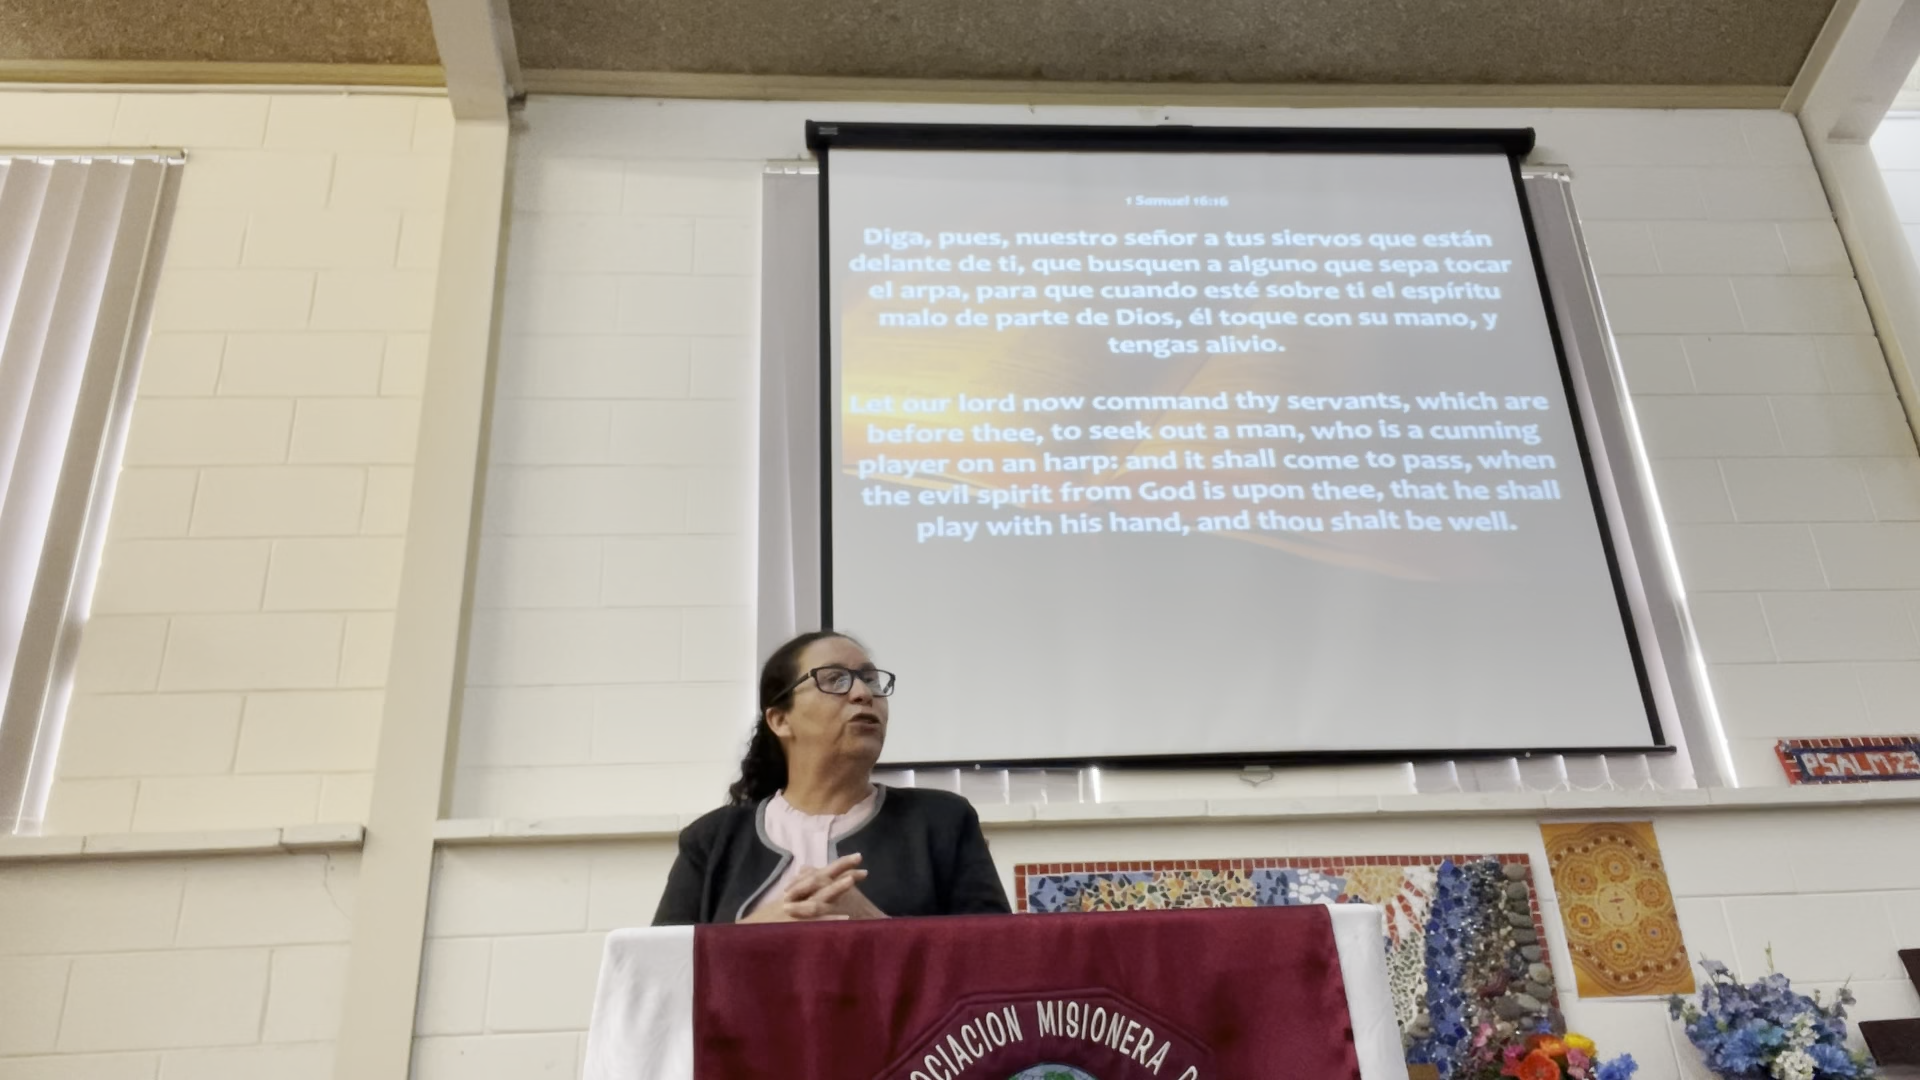 1 Samuel 16:16
Diga, pues, nuestro señor a tus siervos que están
delante de ti, que busquen a alguno que sepa tocar
el arpa, para que cuando esté sobre ti el espíritu
malo de parte de Dios, él toque con su mano, y
tengas alivio.
Let our lord now command thy servants, which are
before thee, to seek out a man, who is a cunning
player on an harp: and it shall come to pass, when
the evil spirit from God is upon thee, that he shall
play with his hand, and thou shalt be well.
PSALM 23
OCIACION MISIONERA